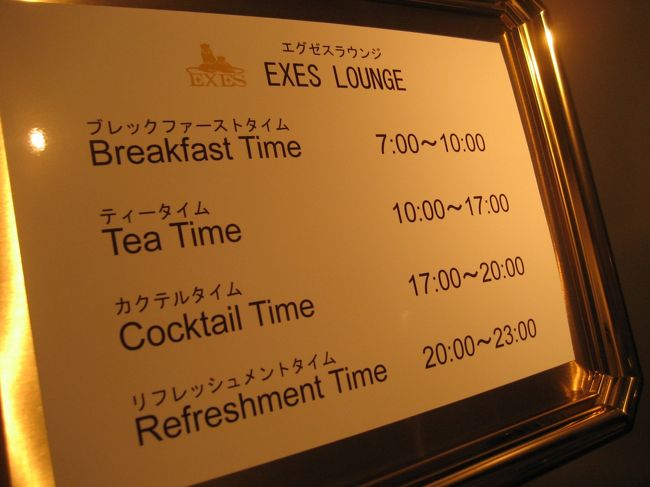 エグゼスラウンジ
EXES EXES LOUNGE
ブレックファーストタイム
Breakfast Time 7:00～10:00
ティータイム
Tea Time 10:00～17:00
カクテルタイム
Cocktail Time 17:00～20:00
リフレッシュメントタイム
Refreshment Time 20:00～23:00